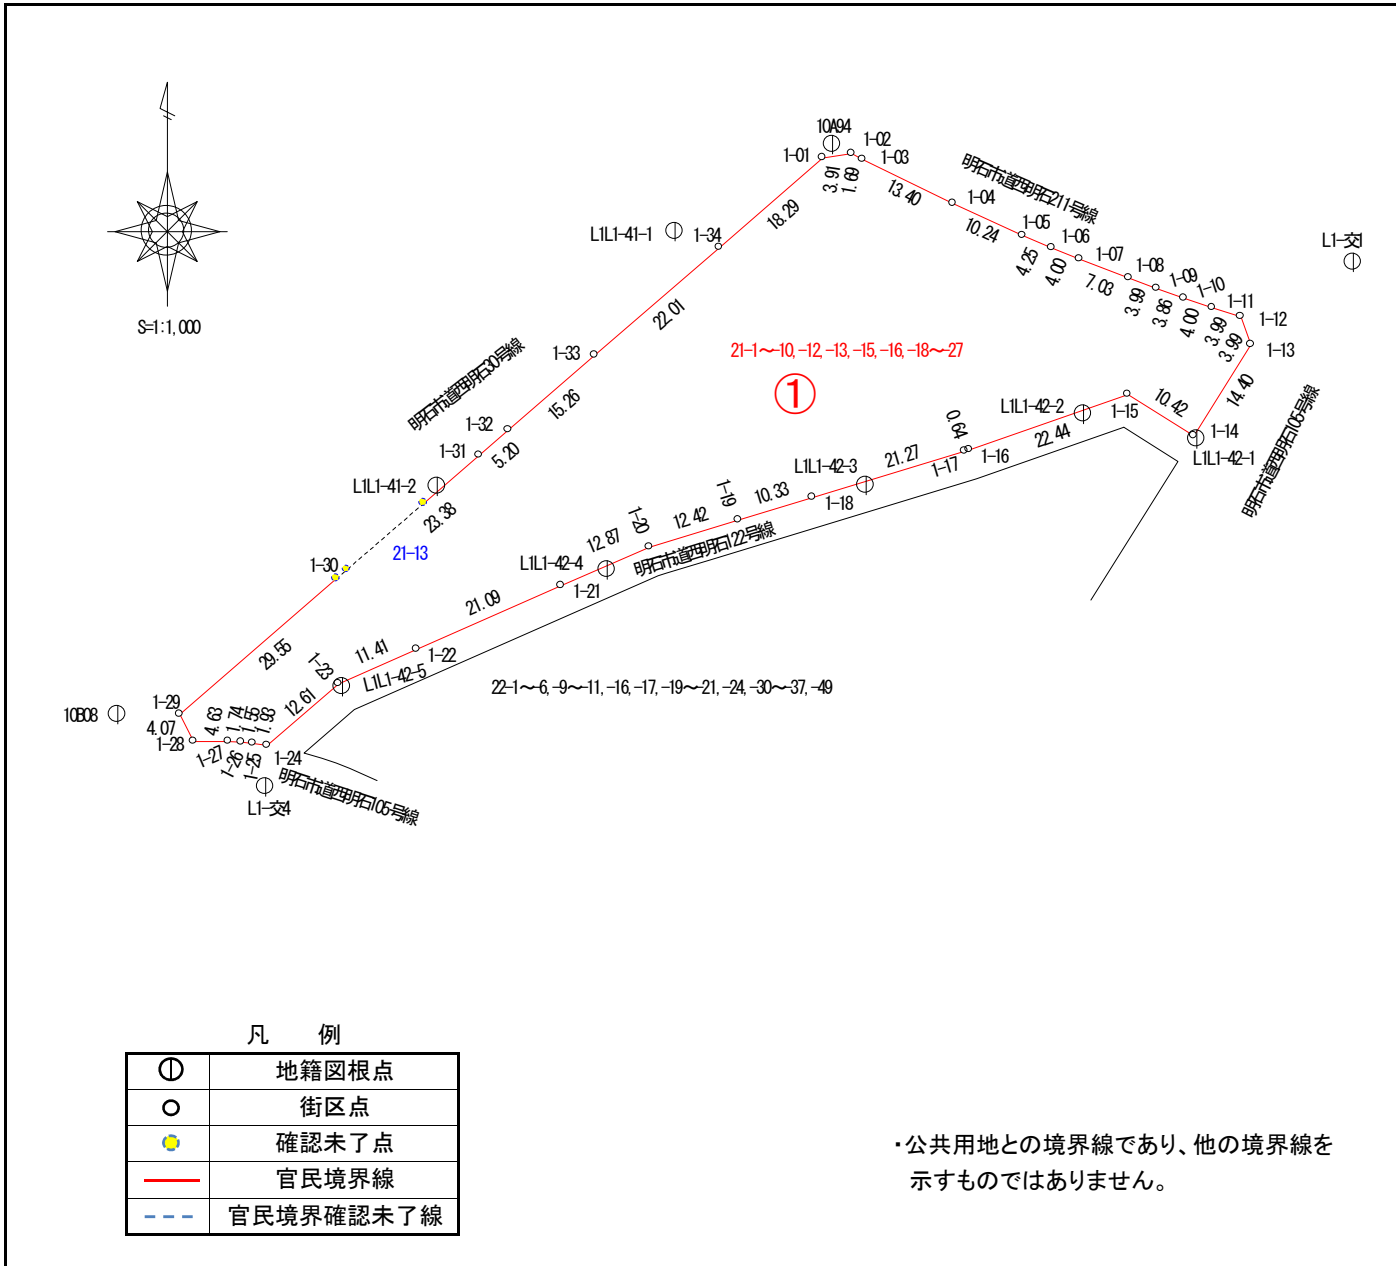 10A94
1-02
1-01
1-03
3.91
1.69
明石市道西明石211号線
13.40
1-04
18.29
L1L1-41-1
1-34
10.24
1-05
1-06
L1-交1
4.25
4.00
1-07
7.03
1-08
3.99
1-09
3.86
1-10
4.00
1-11
3.99
1-12
3.99
1-13
S=1:1,000
22.01
1-33
明石市道西明石30号線
21-1～10,-12,-13,-15,-16,-18～27
①
14.40
15.26
1-32
1-31
5.20
L1L1-42-2
1-15
10.42
1-14
L1L1-42-1
明石市道西明石105号線
0.64
22.44
1-16
1-17
21.27
L1L1-42-3
1-18
L1L1-41-2
23.38
1-19
10.33
12.42
1-20
明石市道西明石122号線
21-13
1-30
12.87
L1L1-42-4
1-21
21.09
29.55
11.41
1-22
1-23
L1L1-42-5
22-1～6,-9～11,-16,-17,-19～21,-24,-30～37,-49
12.61
1-29
10B08
4.07
4.63
1.74
1.55
1.93
1-28
1-27
1-26
1-25
1-24
明石市道西明石105号線
L1-交4
凡 例
地籍図根点
街区点
確認未了点
官民境界線
官民境界確認未了線
・公共用地との境界線であり、他の境界線を
示すものではありません。